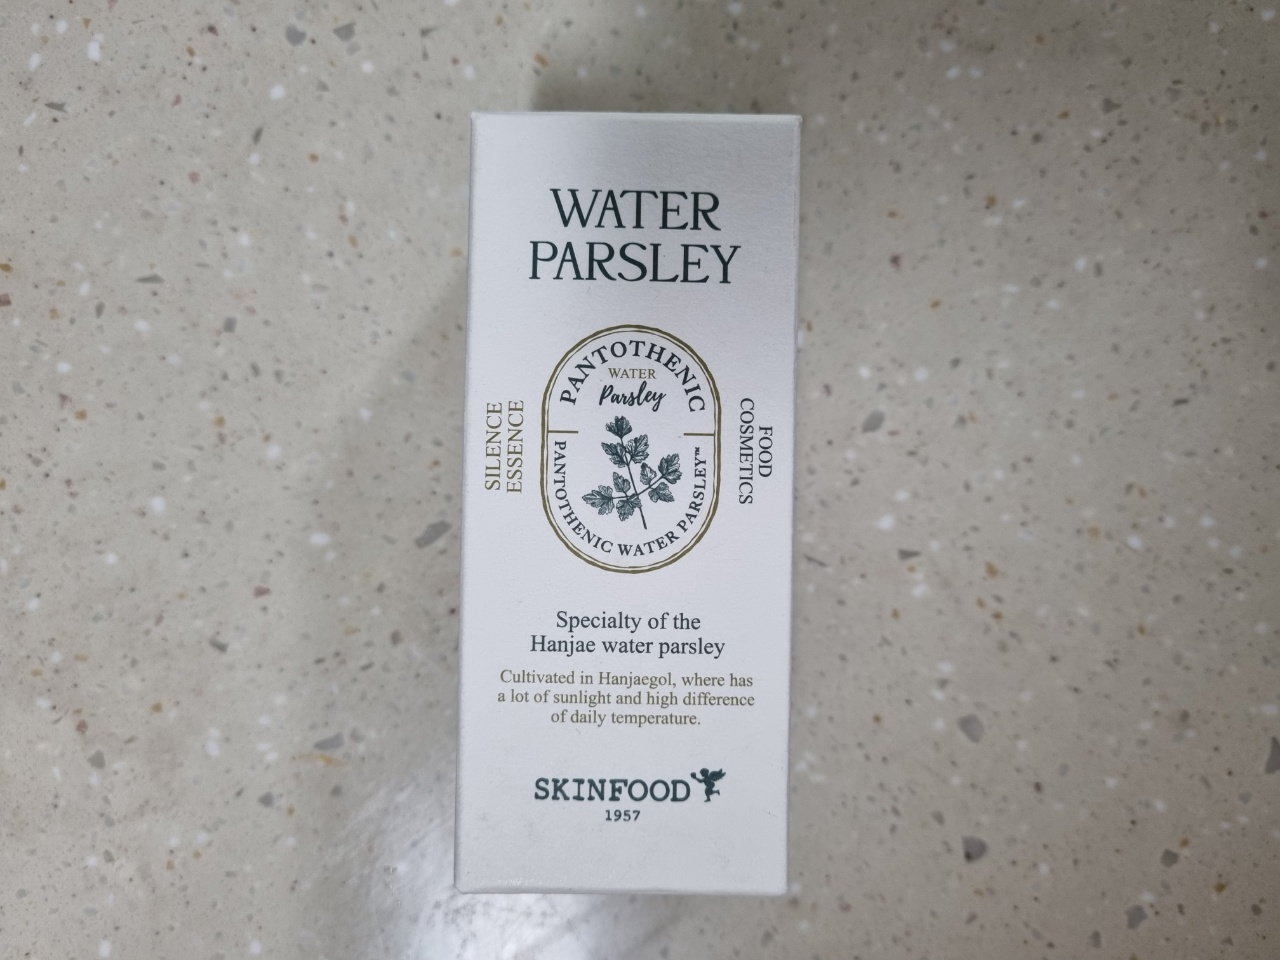 WATER
PARSLEY
PANTOTHENIC
WATER
Parsley
PANTOTHENIC WATER PARSLEY™
SILENCE
ESSENCE
FOOD
COSMETICS
Specialty of the
Hanjae water parsley
Cultivated in Hanjaegol, where has
a lot of sunlight and high difference
of daily temperature.
SKINFOOD
1957